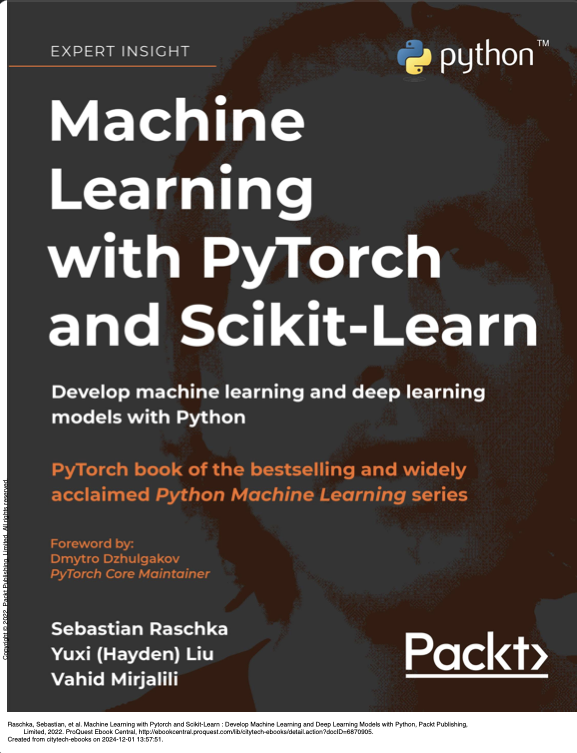 EXPERT INSIGHT
python™
Machine
Learning
with PyTorch
and Scikit-Learn
Develop machine learning and deep learning
models with Python
PyTorch book of the bestselling and widely
acclaimed Python Machine Learning series
Foreword by:
Dmytro Dzhulgakov
PyTorch Core Maintainer
Sebastian Raschka
Yuxi (Hayden) Liu
Vahid Mirjalili
Packt>
Copyright © 2022. Packt Publishing, Limited. All rights reserved.
Raschka, Sebastian, et al. Machine Learning with Pytorch and Scikit-Learn : Develop Machine Learning and Deep Learning Models with Python, Packt Publishing,
Limited, 2022. ProQuest Ebook Central, http://ebookcentral.proquest.com/lib/citytech-ebooks/detail.action?docID=6870905.
Created from citytech-ebooks on 2024-12-01 13:57:51.